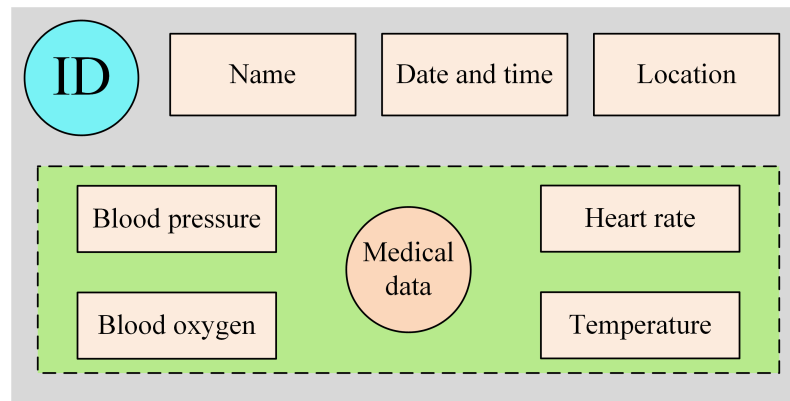 ID
Name
Date and time
Location
Blood pressure
Heart rate
Medical
data
Blood oxygen
Temperature